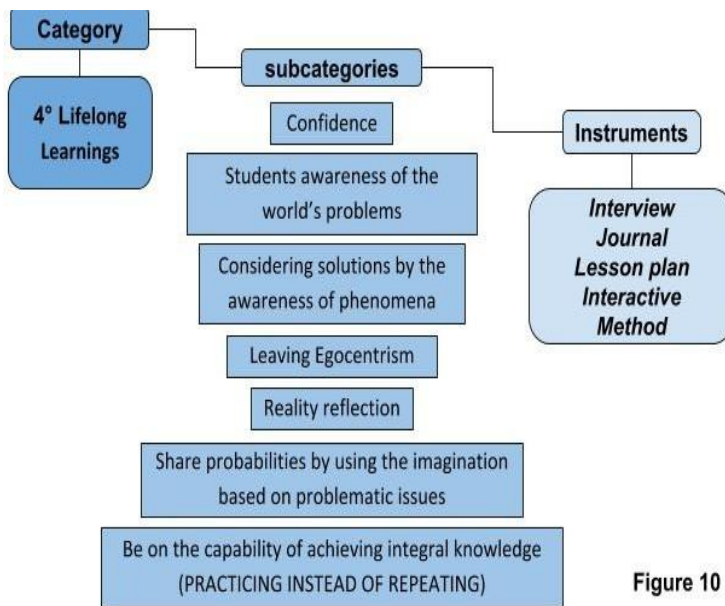 Category
4° Lifelong
Learnings
subcategories
Confidence
Students awareness of the
world's problems
Considering solutions by the
awareness of phenomena
Leaving Egocentrism
Reality reflection
Share probabilities by using the imagination
based on problematic issues
Be on the capability of achieving integral knowledge
(PRACTICING INSTEAD OF REPEATING)
Instruments
Interview
Journal
Lesson plan
Interactive
Method
Figure 10